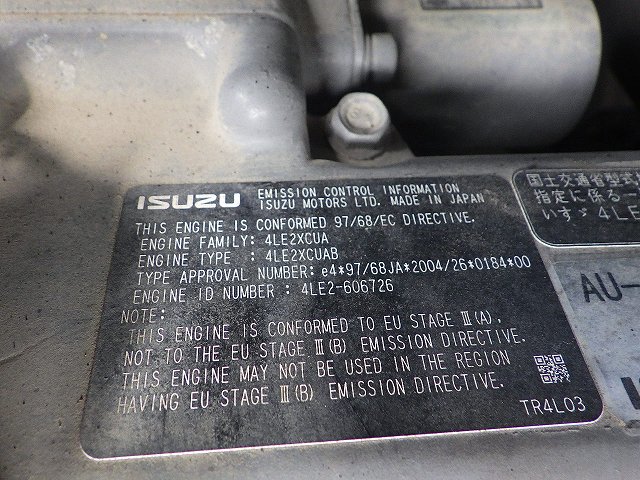 ISUZU EMISSION CONTROL INFORMATION
ISUZU MOTORS LTD. MADE IN JAPAN
THIS ENGINE IS CONFORMED 97/68/EC DIRECTIVE.
ENGINE FAMILY: 4LE2XCUA
ENGINE TYPE : 4LE2XCUAB
TYPE APPROVAL NUMBER: e4*97/68JA*2004/26*0184*00
ENGINE ID NUMBER : 4LE2-606726
NOTE:
THIS ENGINE IS CONFORMED TO EU STAGE Ⅲ(A),
NOT TO THE EU STAGE Ⅲ(B) EMISSION DIRECTIVE.
THIS ENGINE MAY NOT BE USED IN THE REGION
HAVING EU STAGE Ⅲ(B) EMISSION DIRECTIVE.
TR4L03
国土交通省型式
指定に係る
いすゞ 4LE
AU-